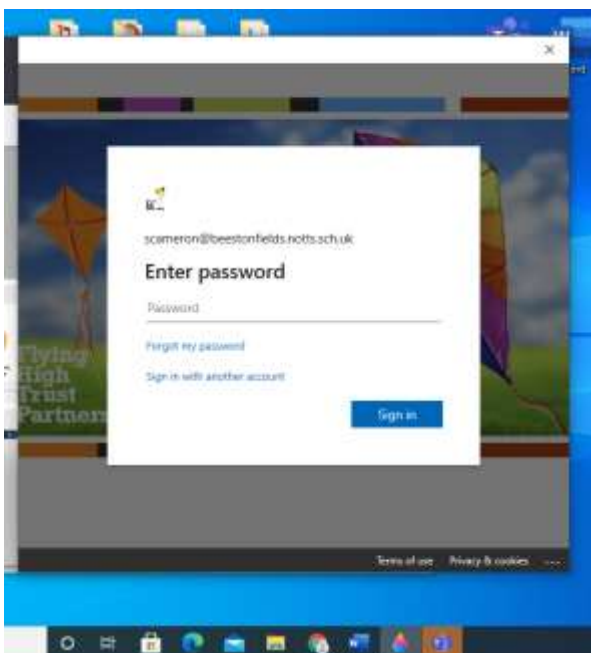 scameron@beestonfields.notts.sch.uk
Enter password
Password
Forgot my password
Sign in with another account
Sign in
Flying
High
Trust
Partners
Terms of use Privacy & cookies ...